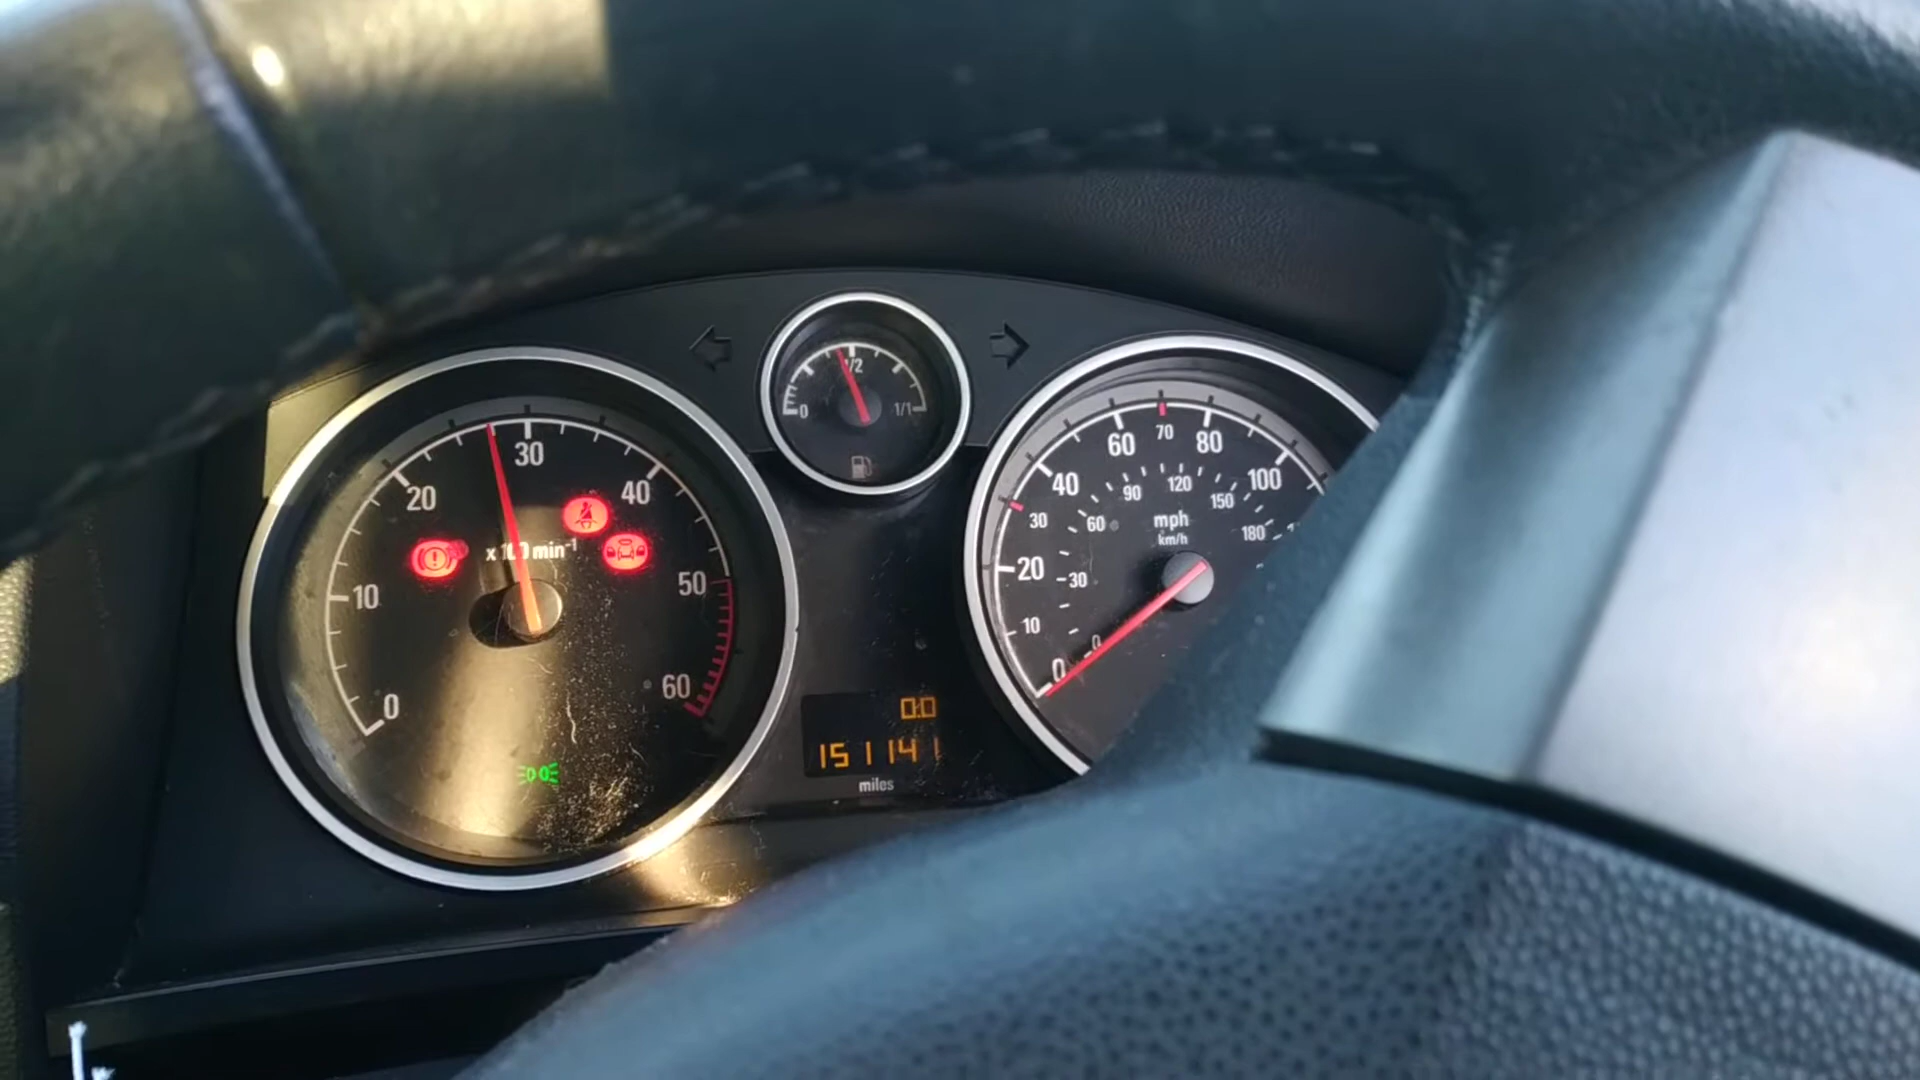 1/2
0 1/1
30
20 40
10 50
0 60
x 100 min⁻¹
60 70 80
40 100
30
20
10
0
90 120 150
60 180
30
0
mph
km/h
0.0
151141
miles